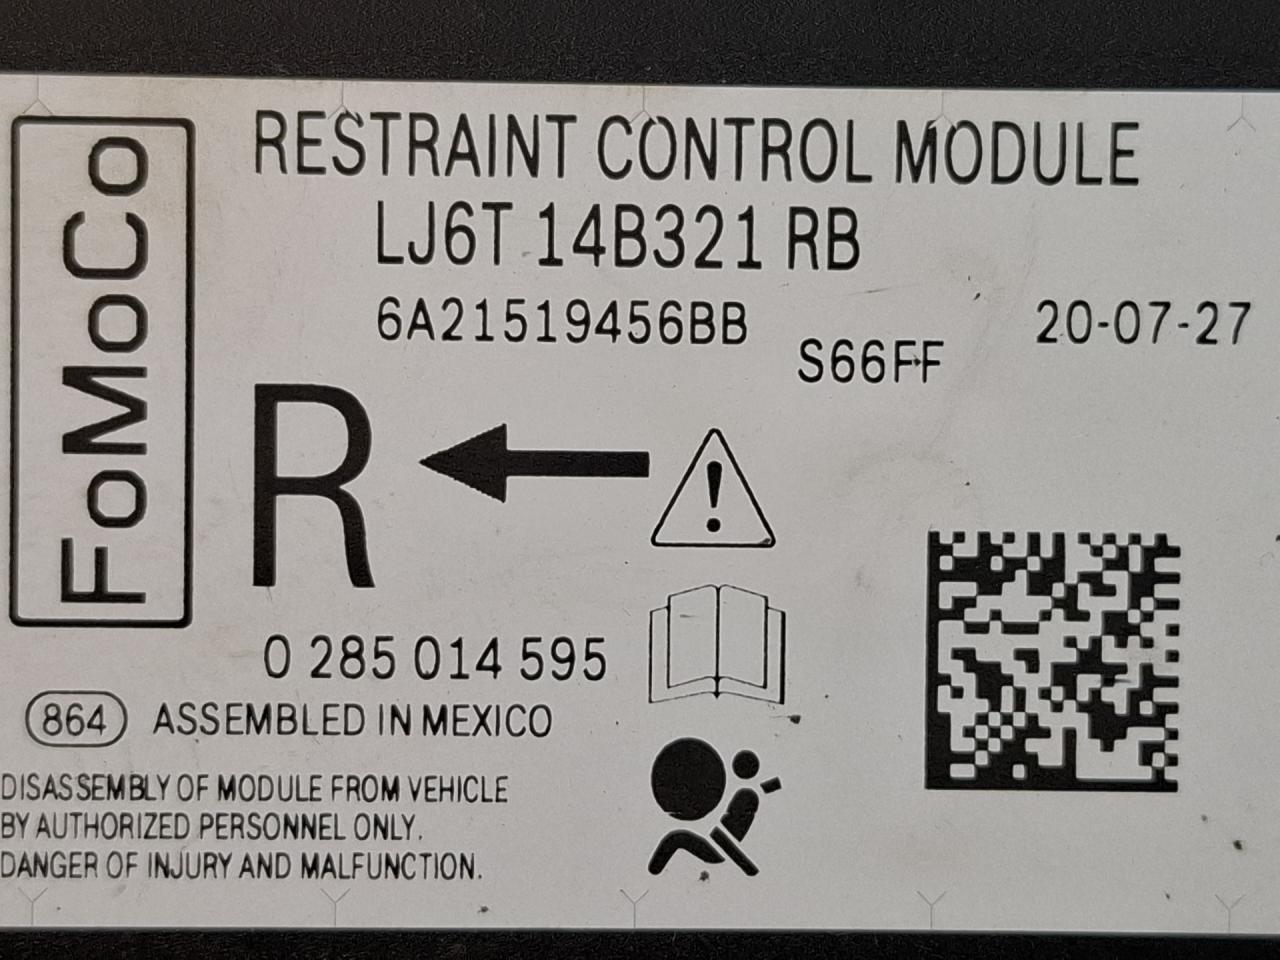 FoMoCo
RESTRAINT CONTROL MODULE
LJ6T 14B321 RB
6A21519456BB
20-07-27
S66FF
R
0 285 014 595
864 ASSEMBLED IN MEXICO
DISASSEMBLY OF MODULE FROM VEHICLE
BY AUTHORIZED PERSONNEL ONLY.
DANGER OF INJURY AND MALFUNCTION.